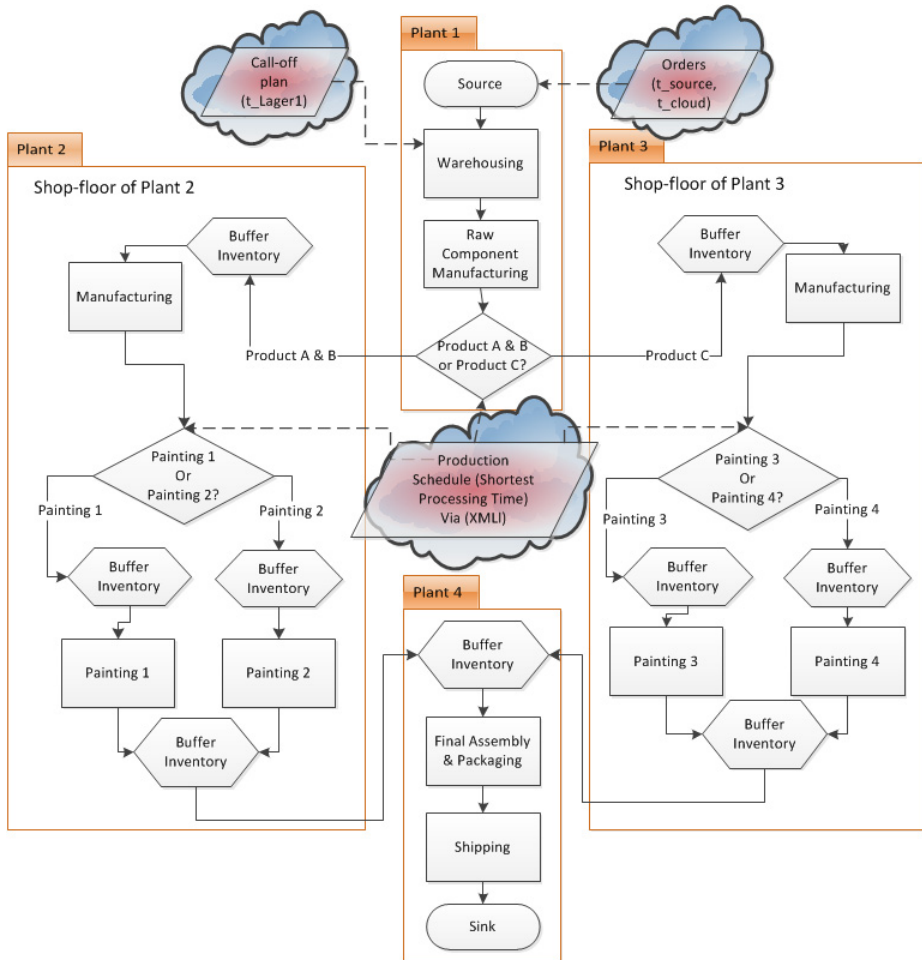 Plant 1
Call-off
plan
(t_Lager1)
Orders
(t_source,
t_cloud)
Source
Plant 2
Plant 3
Shop-floor of Plant 2
Warehousing
Shop-floor of Plant 3
Buffer
Inventory
Raw
Component
Manufacturing
Buffer
Inventory
Manufacturing
Manufacturing
Product A & B
Product A & B
or Product C?
Product C
Painting 1
Or
Painting 2?
Production
Schedule (Shortest
Processing Time)
Via (XMLI)
Painting 3
Or
Painting 4?
Painting 1
Painting 2
Painting 3
Painting 4
Buffer
Inventory
Buffer
Inventory
Buffer
Inventory
Buffer
Inventory
Plant 4
Buffer
Inventory
Painting 1
Painting 2
Painting 3
Painting 4
Buffer
Inventory
Final Assembly
& Packaging
Buffer
Inventory
Shipping
Sink